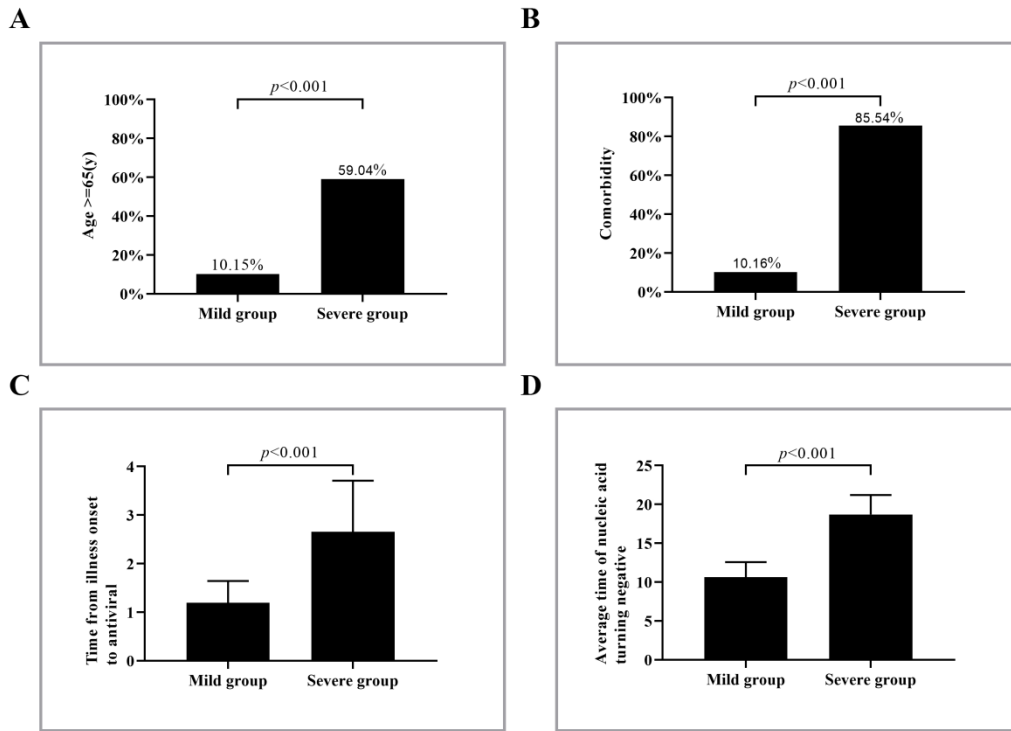 A
p<0.001
100%
80%
60%
40%
20%
0%
Age >=65(y)
10.15%
59.04%
Mild group
Severe group
B
p<0.001
100%
80%
60%
40%
20%
0%
Comorbidity
10.16%
85.54%
Mild group
Severe group
C
p<0.001
4
3
2
1
0
Time from illness onset
to antiviral
Mild group
Severe group
D
p<0.001
25
20
15
10
5
0
Average time of nucleic acid
turning negative
Mild group
Severe group